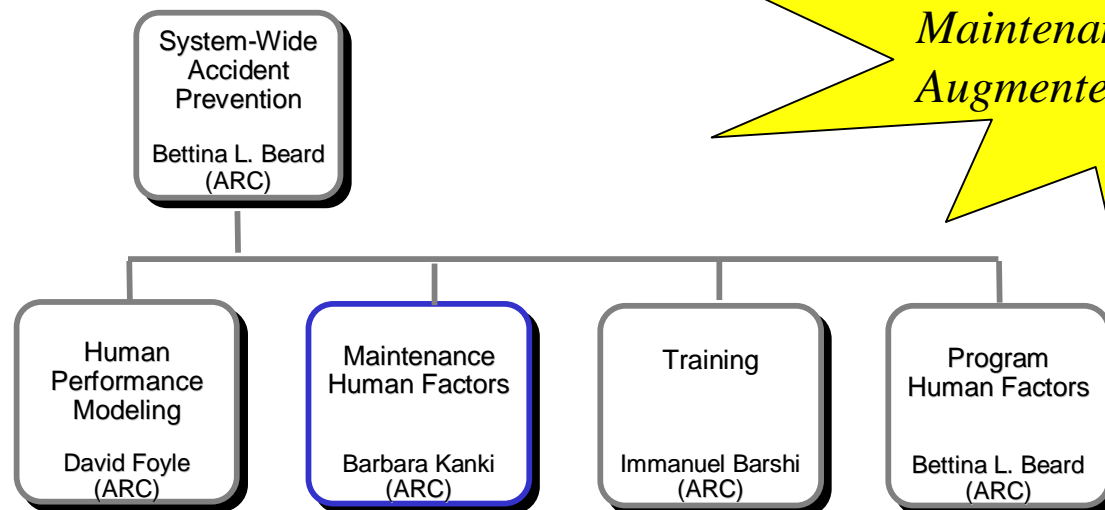 System-Wide
Accident
Prevention
Bettina L. Beard
(ARC)
Human
Performance
Modeling
David Foyle
(ARC)
Maintenance
Human Factors
Barbara Kanki
(ARC)
Training
Immanuel Barshi
(ARC)
Program
Human Factors
Bettina L. Beard
(ARC)